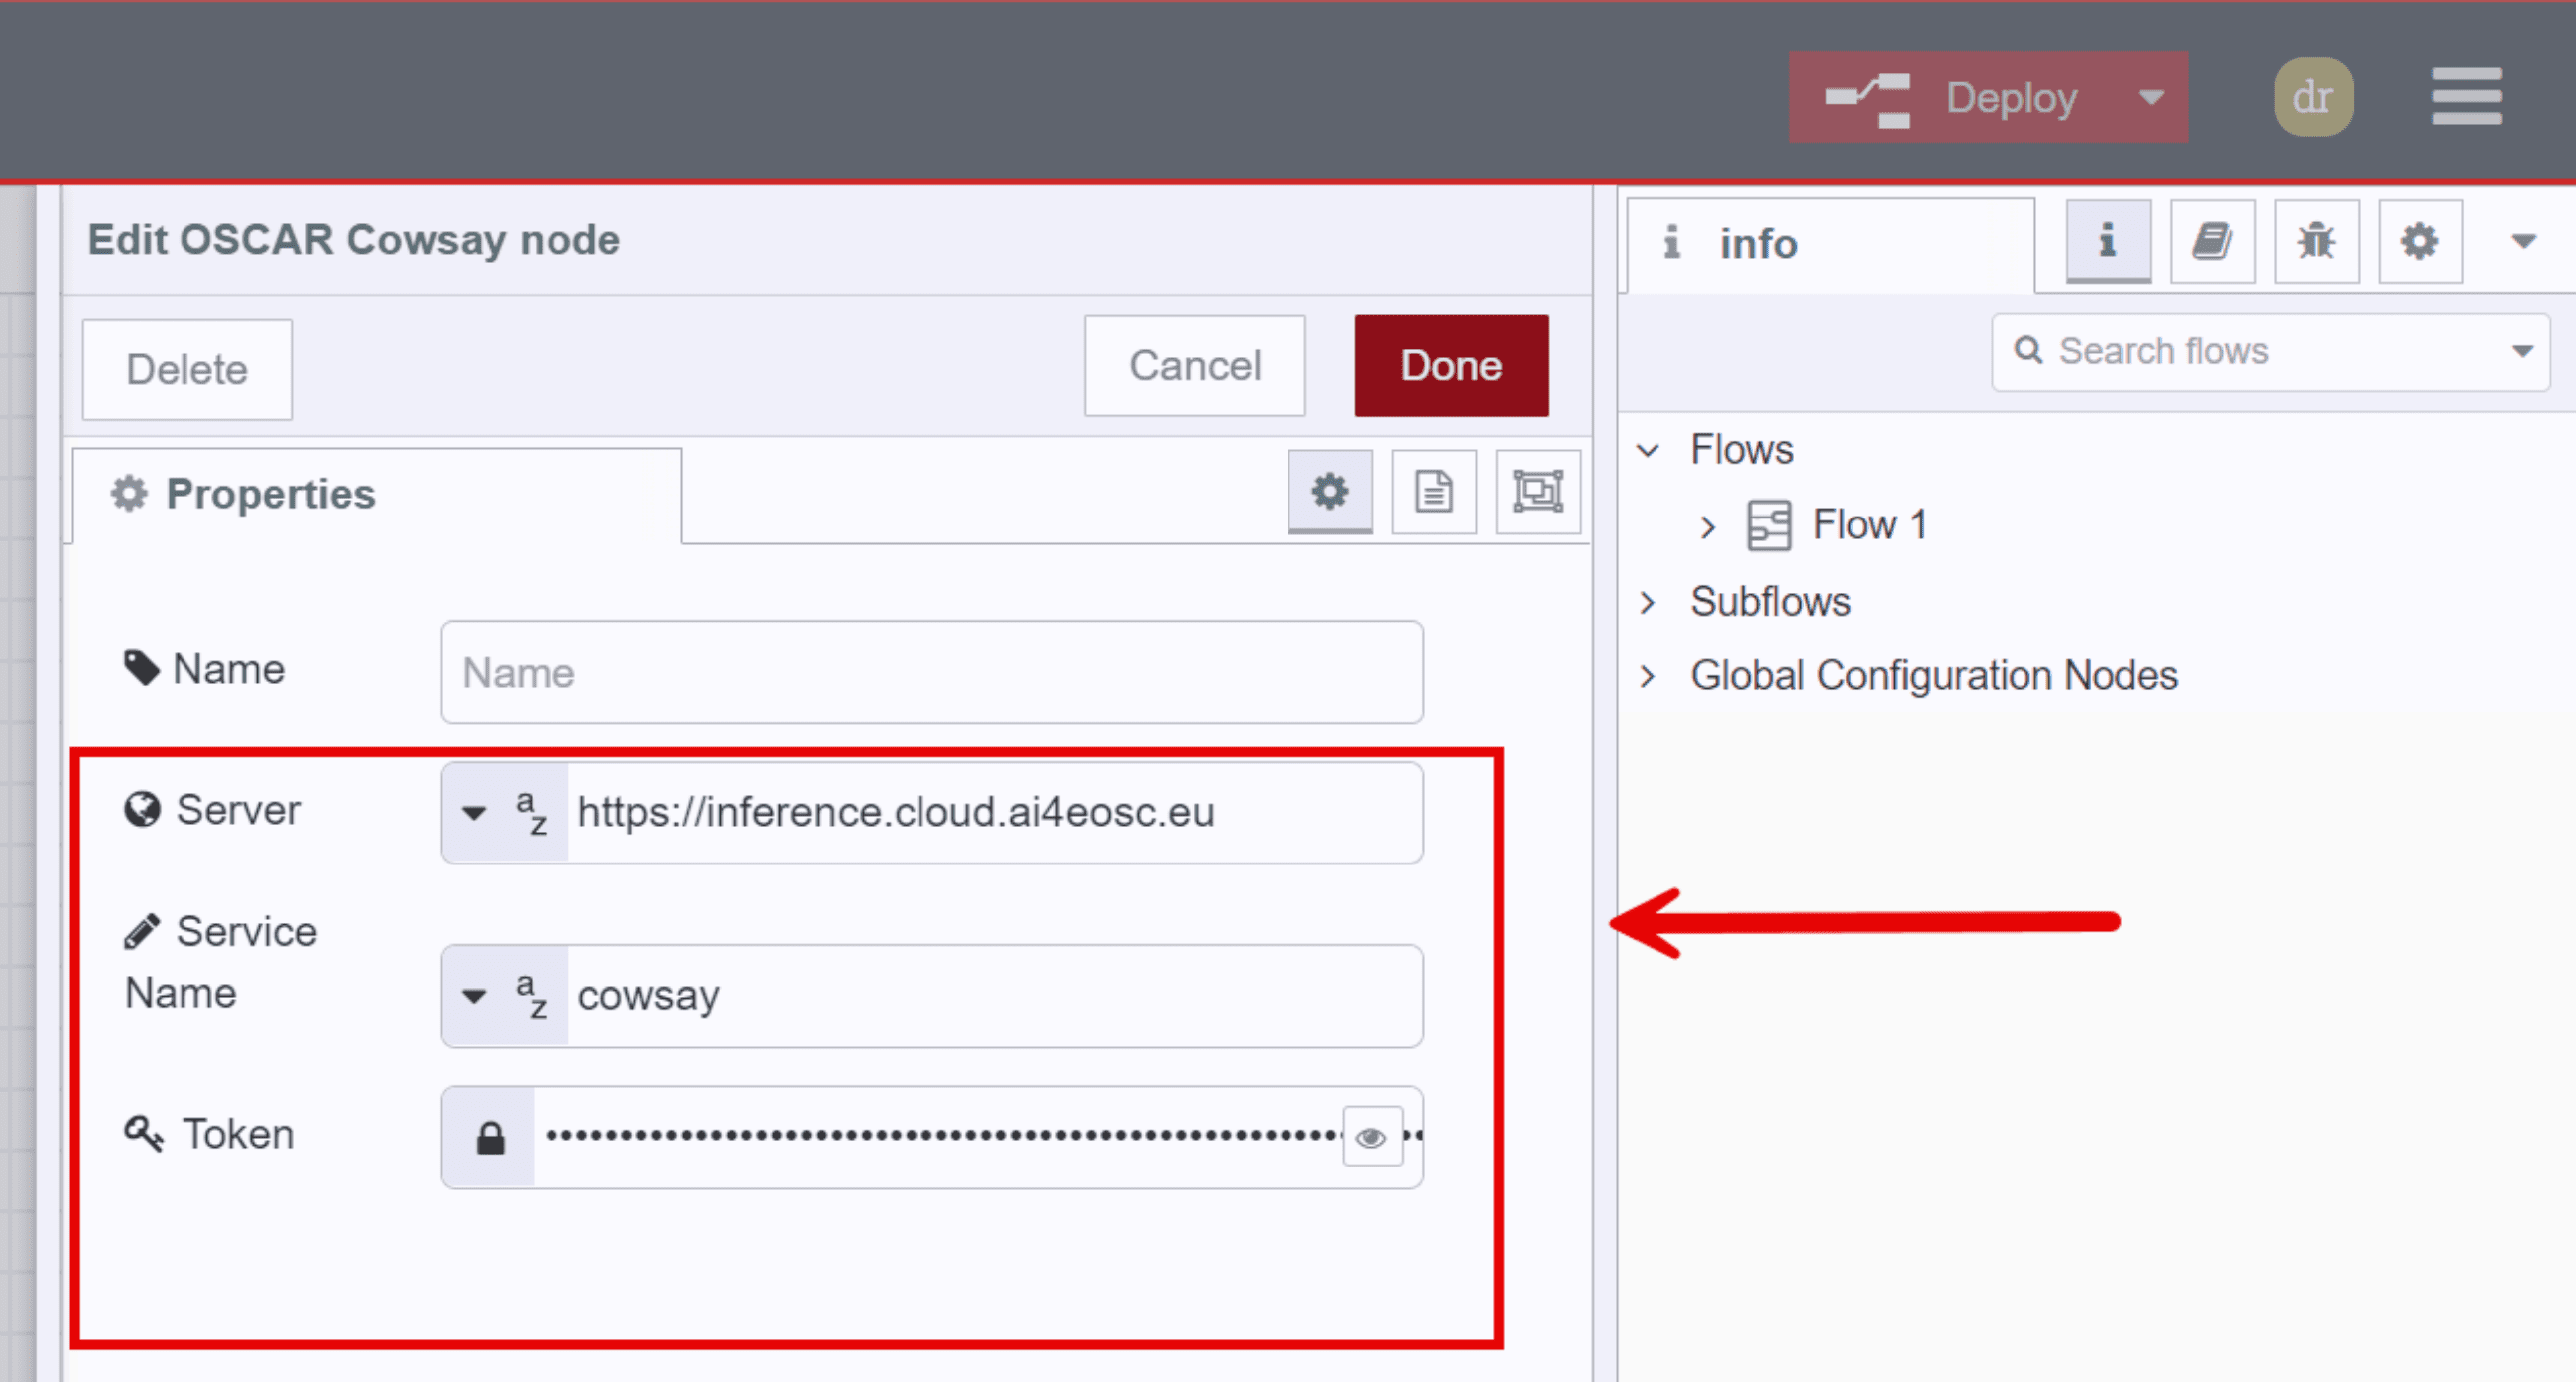 Deploy
dr
Edit OSCAR Cowsay node
info
Delete
Cancel
Done
Search flows
Properties
Flows
Flow 1
Subflows
Global Configuration Nodes
Name
Name
Server
a
z
https://inference.cloud.ai4eosc.eu
Service
Name
a
z
cowsay
Token